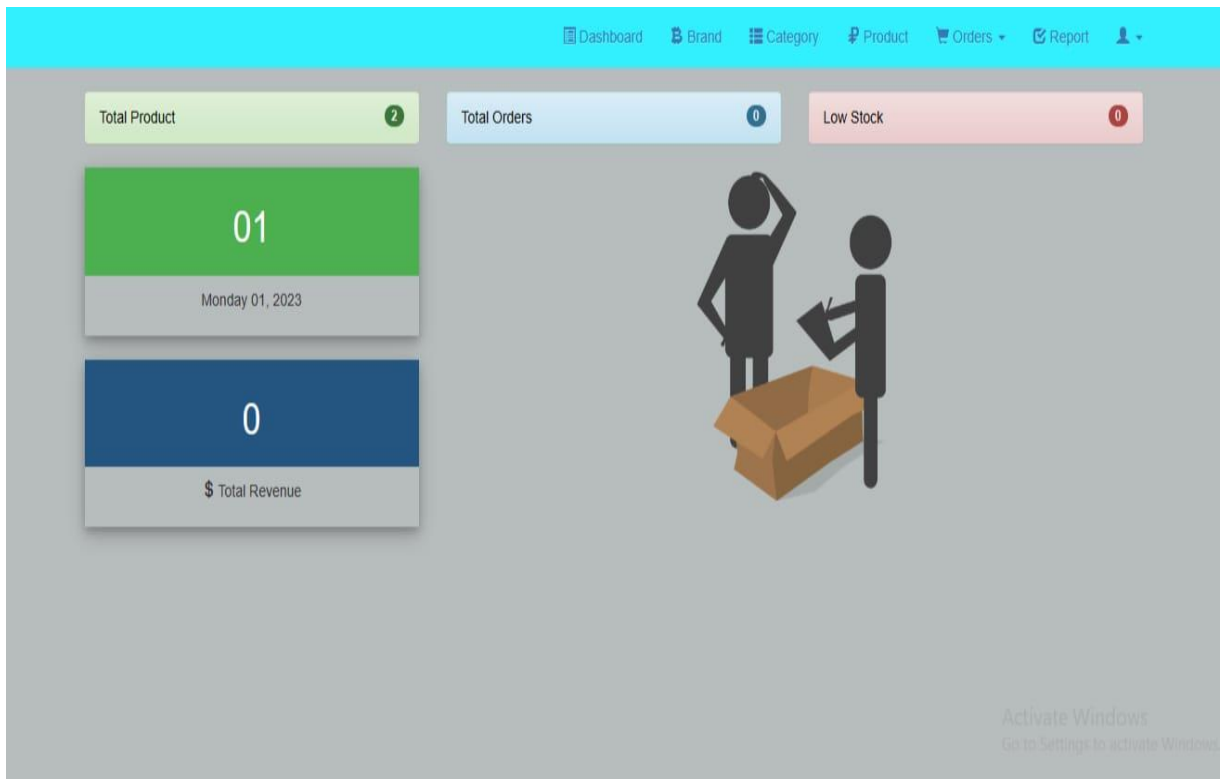 Dashboard Brand Category Product Orders Report
Total Product 2
Total Orders 0
Low Stock 0
01
Monday 01, 2023
0
$ Total Revenue
Activate Windows
Go to Settings to activate Windows.